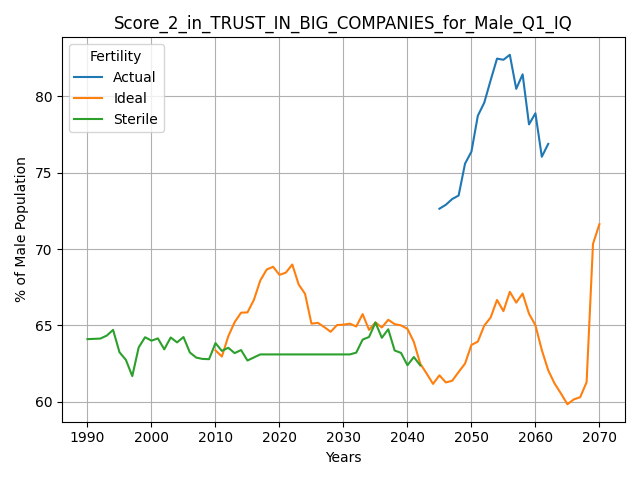 Score_2_in_TRUST_IN_BIG_COMPANIES_for_Male_Q1_IQ
Fertility
Actual
Ideal
Sterile
% of Male Population
80
75
70
65
60
1990 2000 2010 2020 2030 2040 2050 2060 2070
Years